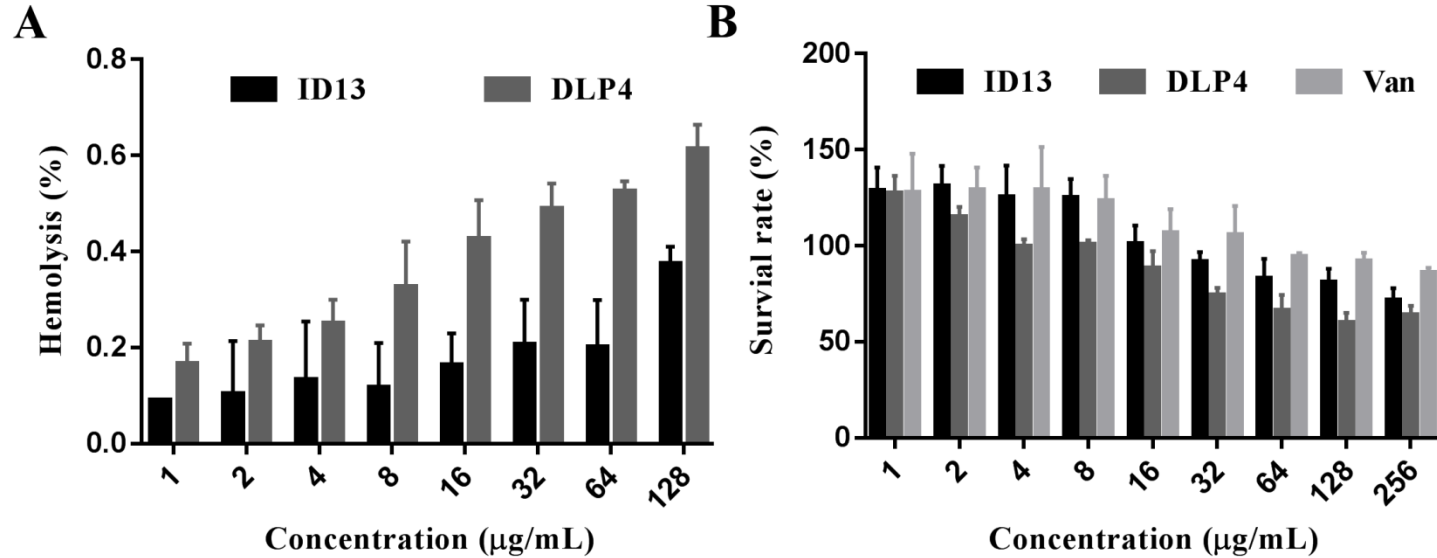 A
Hemolysis (%)
0.8
0.6
0.4
0.2
0.0
ID13 DLP4
1 2 4 8 16 32 64 128
Concentration (μg/mL)
B
Survial rate (%)
200
150
100
50
0
ID13 DLP4 Van
1 2 4 8 16 32 64 128 256
Concentration (μg/mL)